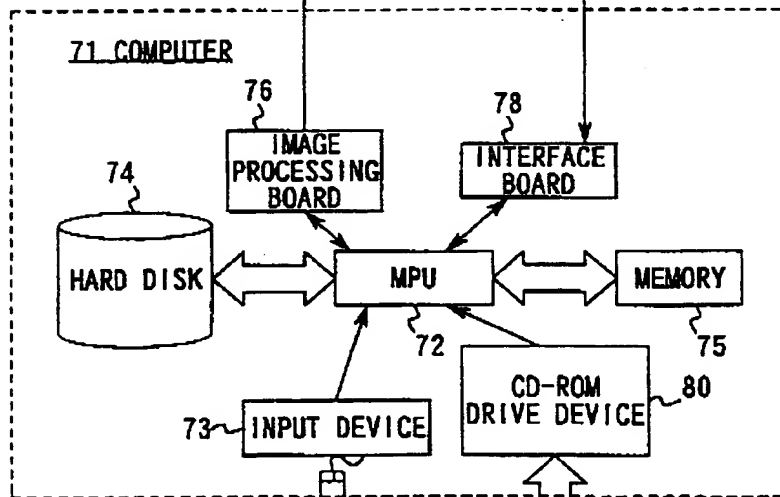 71 COMPUTER
76
78
IMAGE
PROCESSING
BOARD
INTERFACE
BOARD
74
HARD DISK
MPU
MEMORY
72
75
CD-ROM
DRIVE DEVICE
80
73
INPUT DEVICE